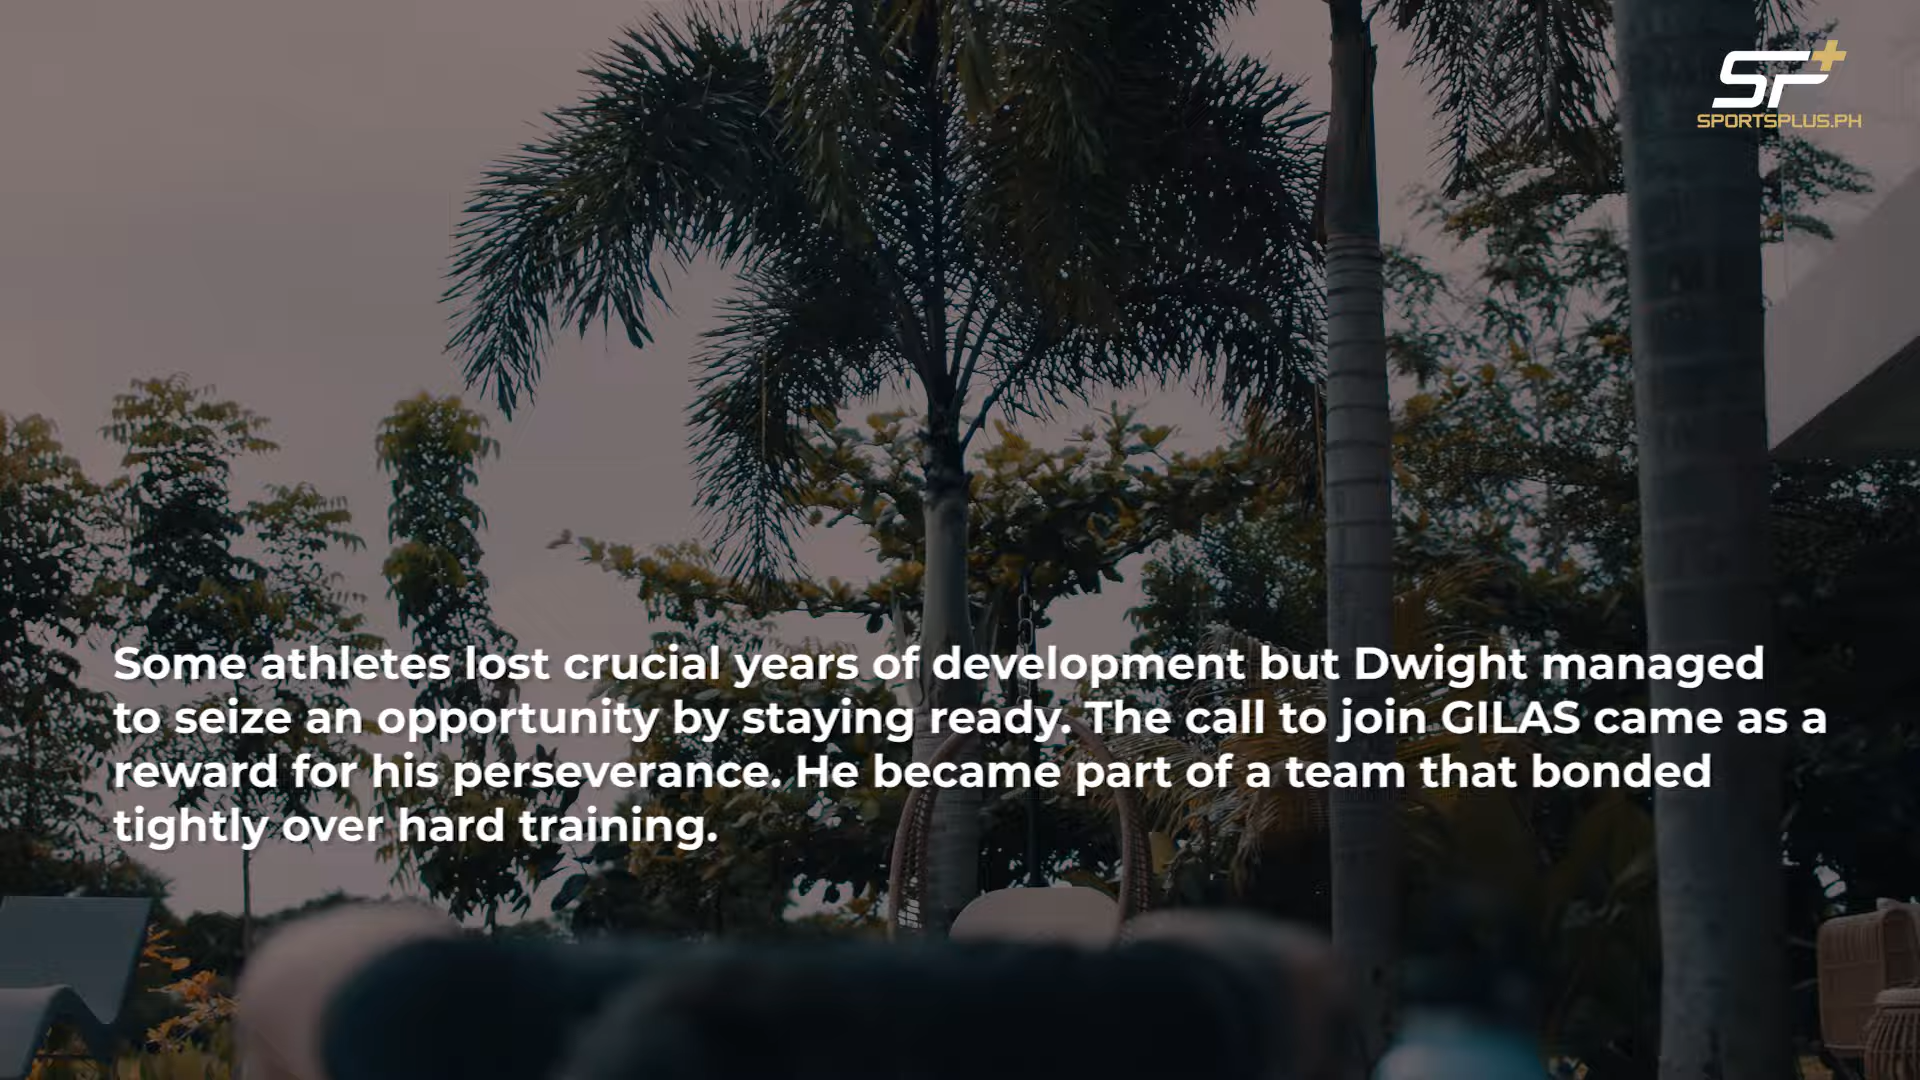 SF+
SPORTSPLUS.PH
Some athletes lost crucial years of development but Dwight managed
to seize an opportunity by staying ready. The call to join GILAS came as a
reward for his perseverance. He became part of a team that bonded
tightly over hard training.